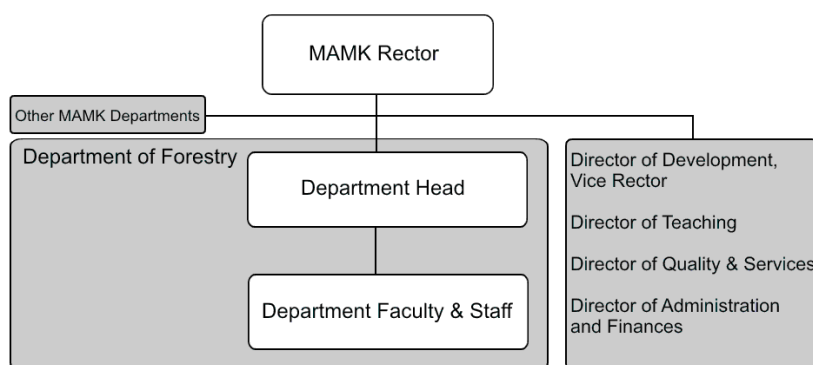 MAMK Rector
Other MAMK Departments
Department of Forestry
Department Head
Department Faculty & Staff
Director of Development,
Vice Rector
Director of Teaching
Director of Quality & Services
Director of Administration
and Finances